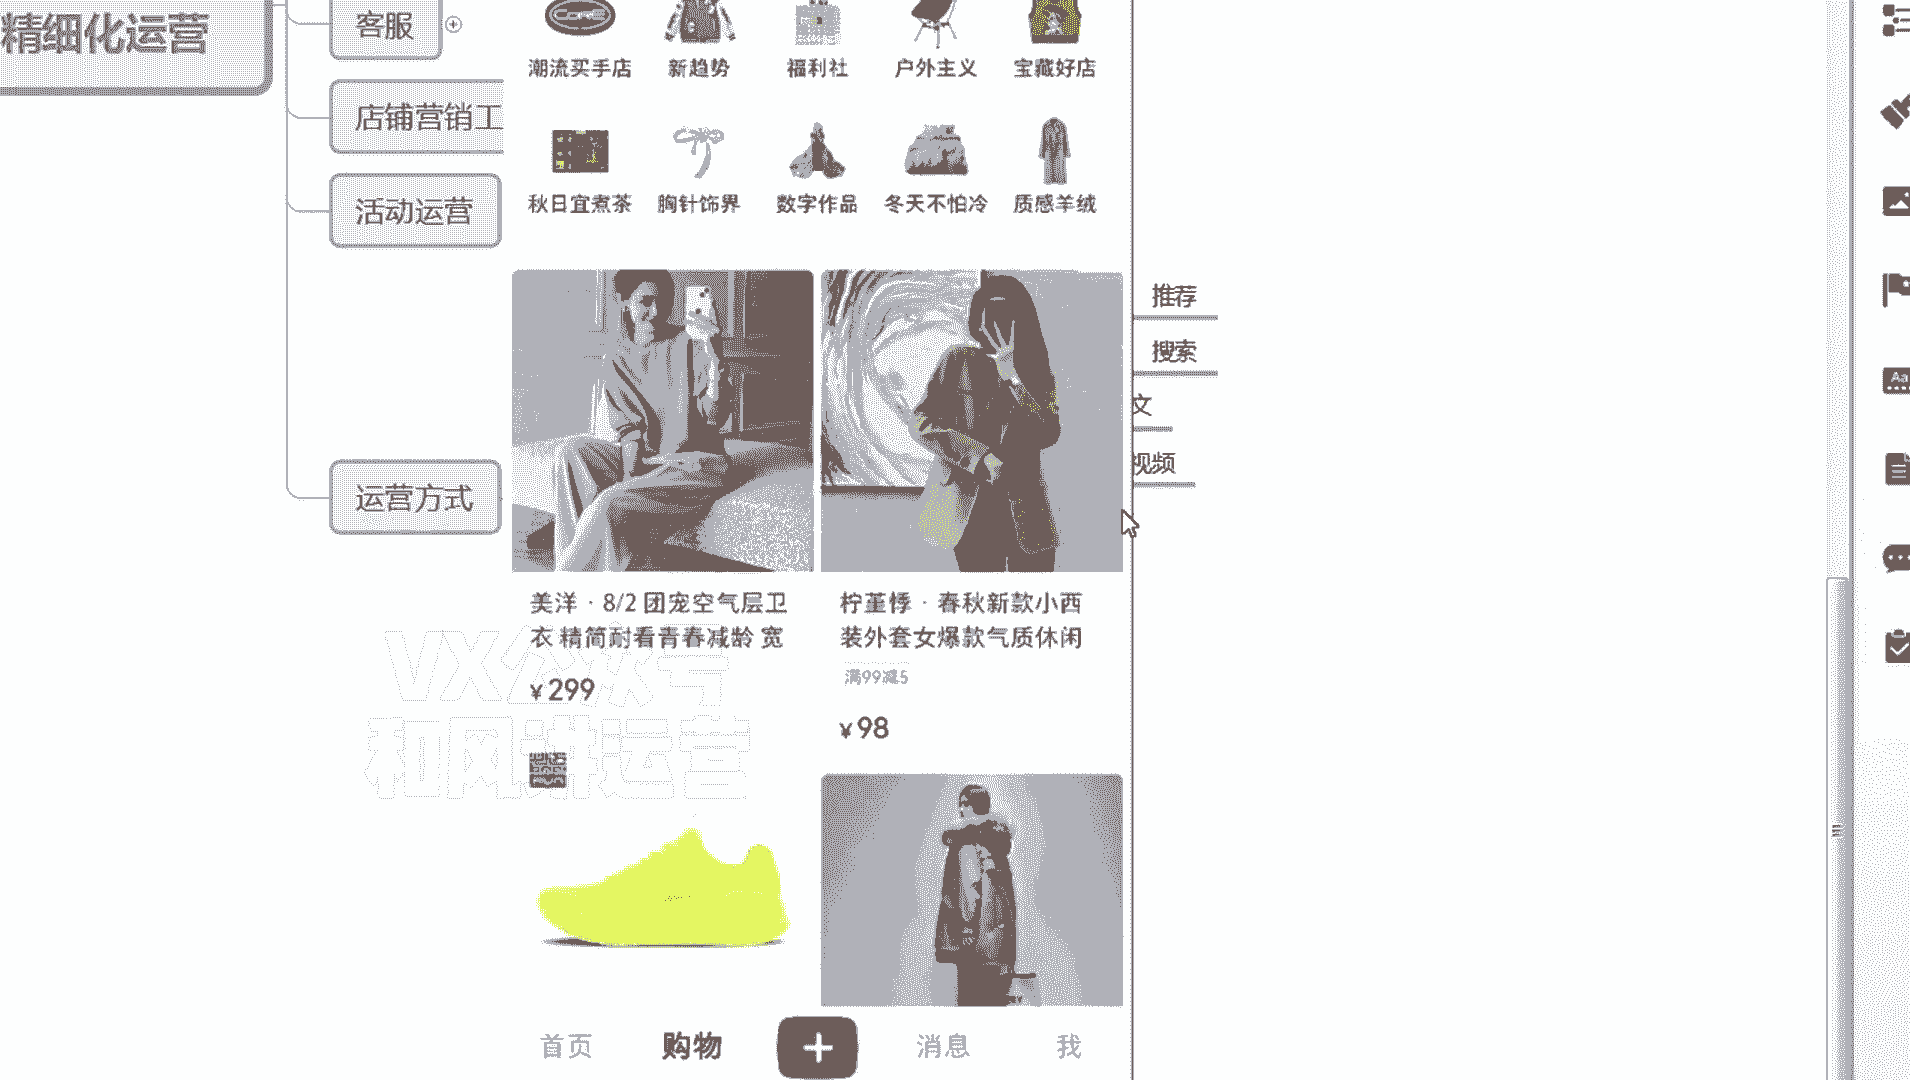 精细化运营
客服
店铺营销工
活动运营
运营方式
潮流买手店
新趋势
福利社
户外主义
宝藏好店
秋日宜煮茶
胸针饰界
数字作品
冬天不怕冷
质感羊绒
推荐
搜索
文
视频
美洋 · 8/2 团宠空气层卫
衣 精简耐看青春减龄 宽
¥299
柠堇悸 · 春秋新款小西
装外套女爆款气质休闲
满99减5
¥98
VX公众号
和风讲运营
首页
购物
消息
我
Aa